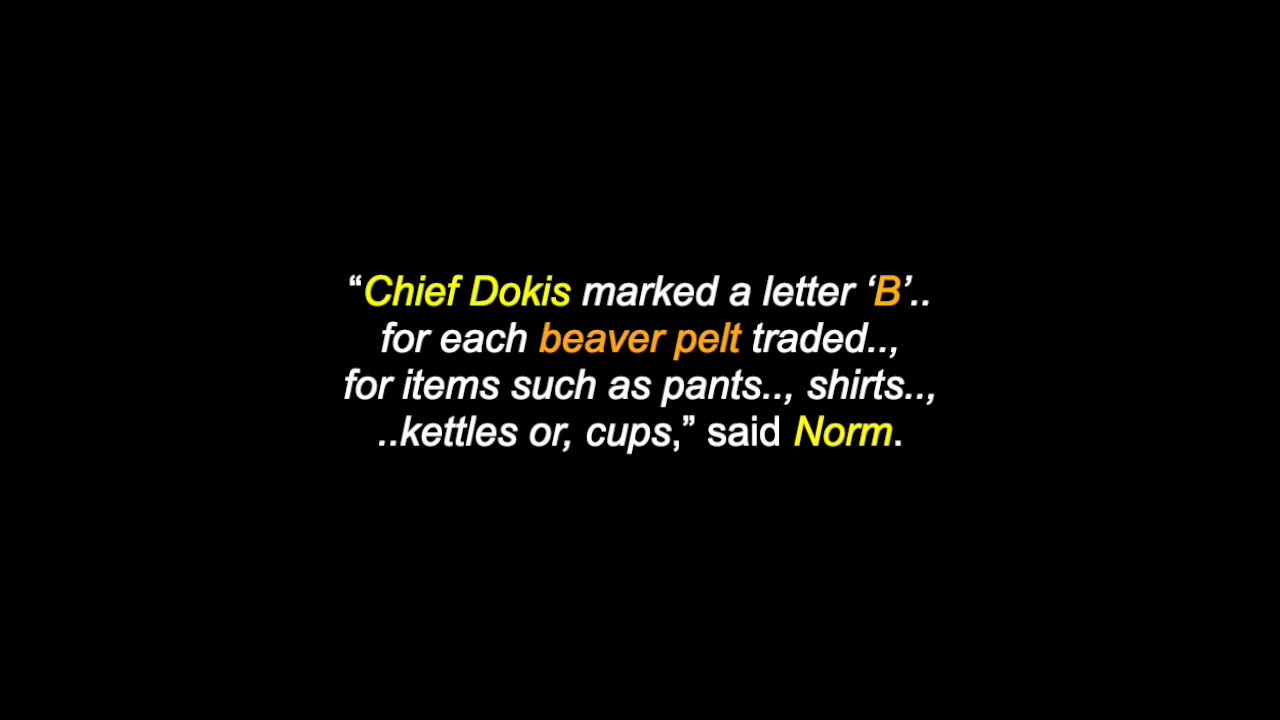 “Chief Dokis marked a letter ‘B’..
for each beaver pelt traded..,
for items such as pants.., shirts..,
..kettles or, cups,” said Norm.